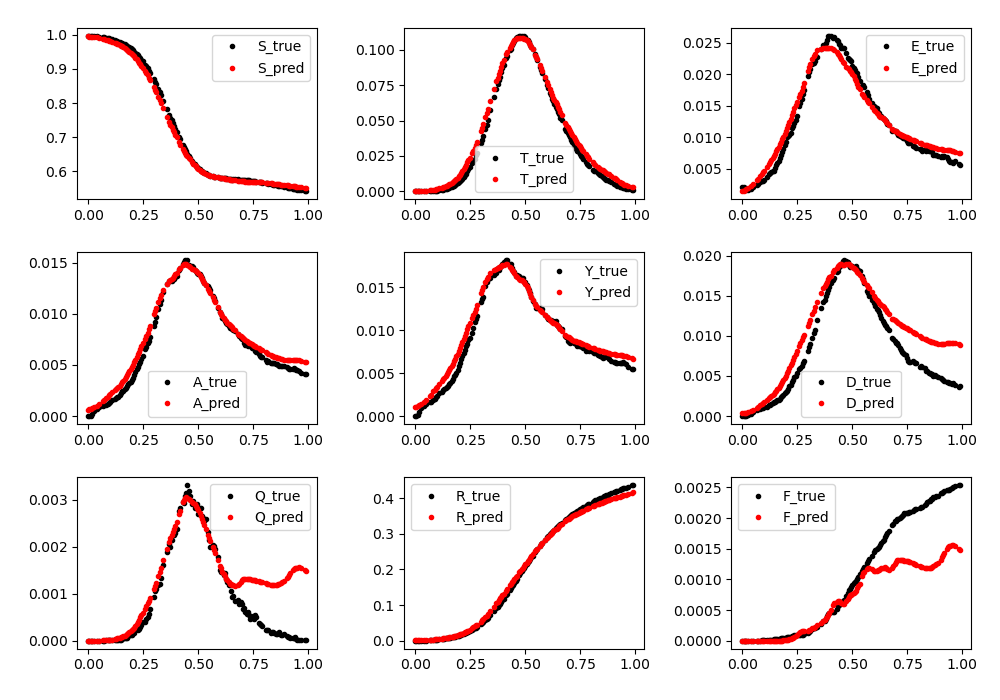 1.0
0.9
0.8
0.7
0.6
0.00 0.25 0.50 0.75 1.00
S_true
S_pred
0.100
0.075
0.050
0.025
0.000
0.00 0.25 0.50 0.75 1.00
T_true
T_pred
0.025
0.020
0.015
0.010
0.005
0.00 0.25 0.50 0.75 1.00
E_true
E_pred
0.015
0.010
0.005
0.000
0.00 0.25 0.50 0.75 1.00
A_true
A_pred
0.015
0.010
0.005
0.000
0.00 0.25 0.50 0.75 1.00
Y_true
Y_pred
0.020
0.015
0.010
0.005
0.000
0.00 0.25 0.50 0.75 1.00
D_true
D_pred
0.003
0.002
0.001
0.000
0.00 0.25 0.50 0.75 1.00
Q_true
Q_pred
0.4
0.3
0.2
0.1
0.0
0.00 0.25 0.50 0.75 1.00
R_true
R_pred
0.0025
0.0020
0.0015
0.0010
0.0005
0.0000
0.00 0.25 0.50 0.75 1.00
F_true
F_pred